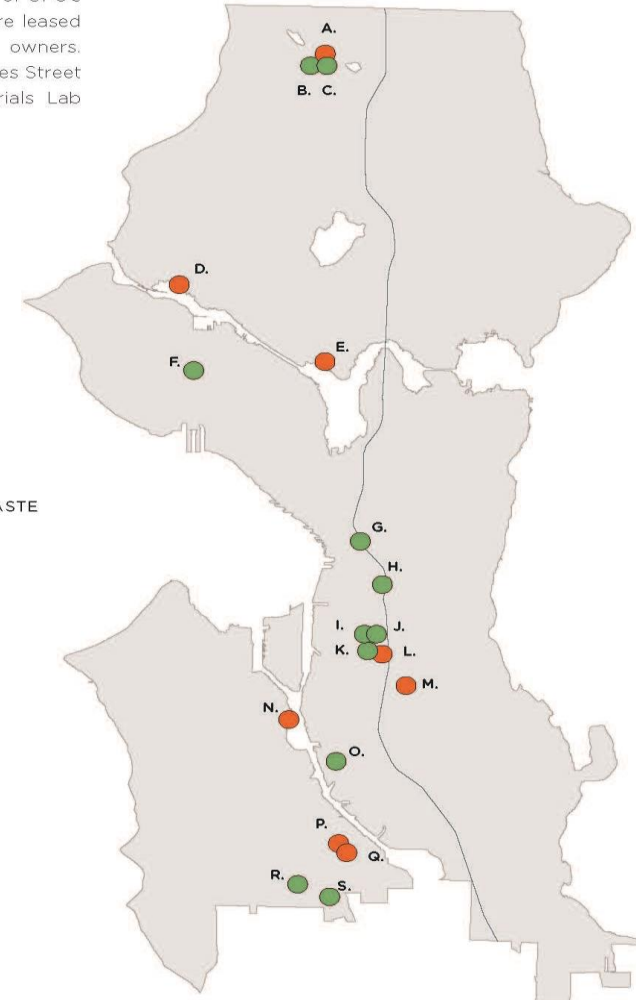 re leased
owners.
es Street
rials Lab
A.
B. C.
D.
E.
F.
ASTE
G.
H.
I. J.
K. L.
M.
N.
O.
P.
Q.
R. S.